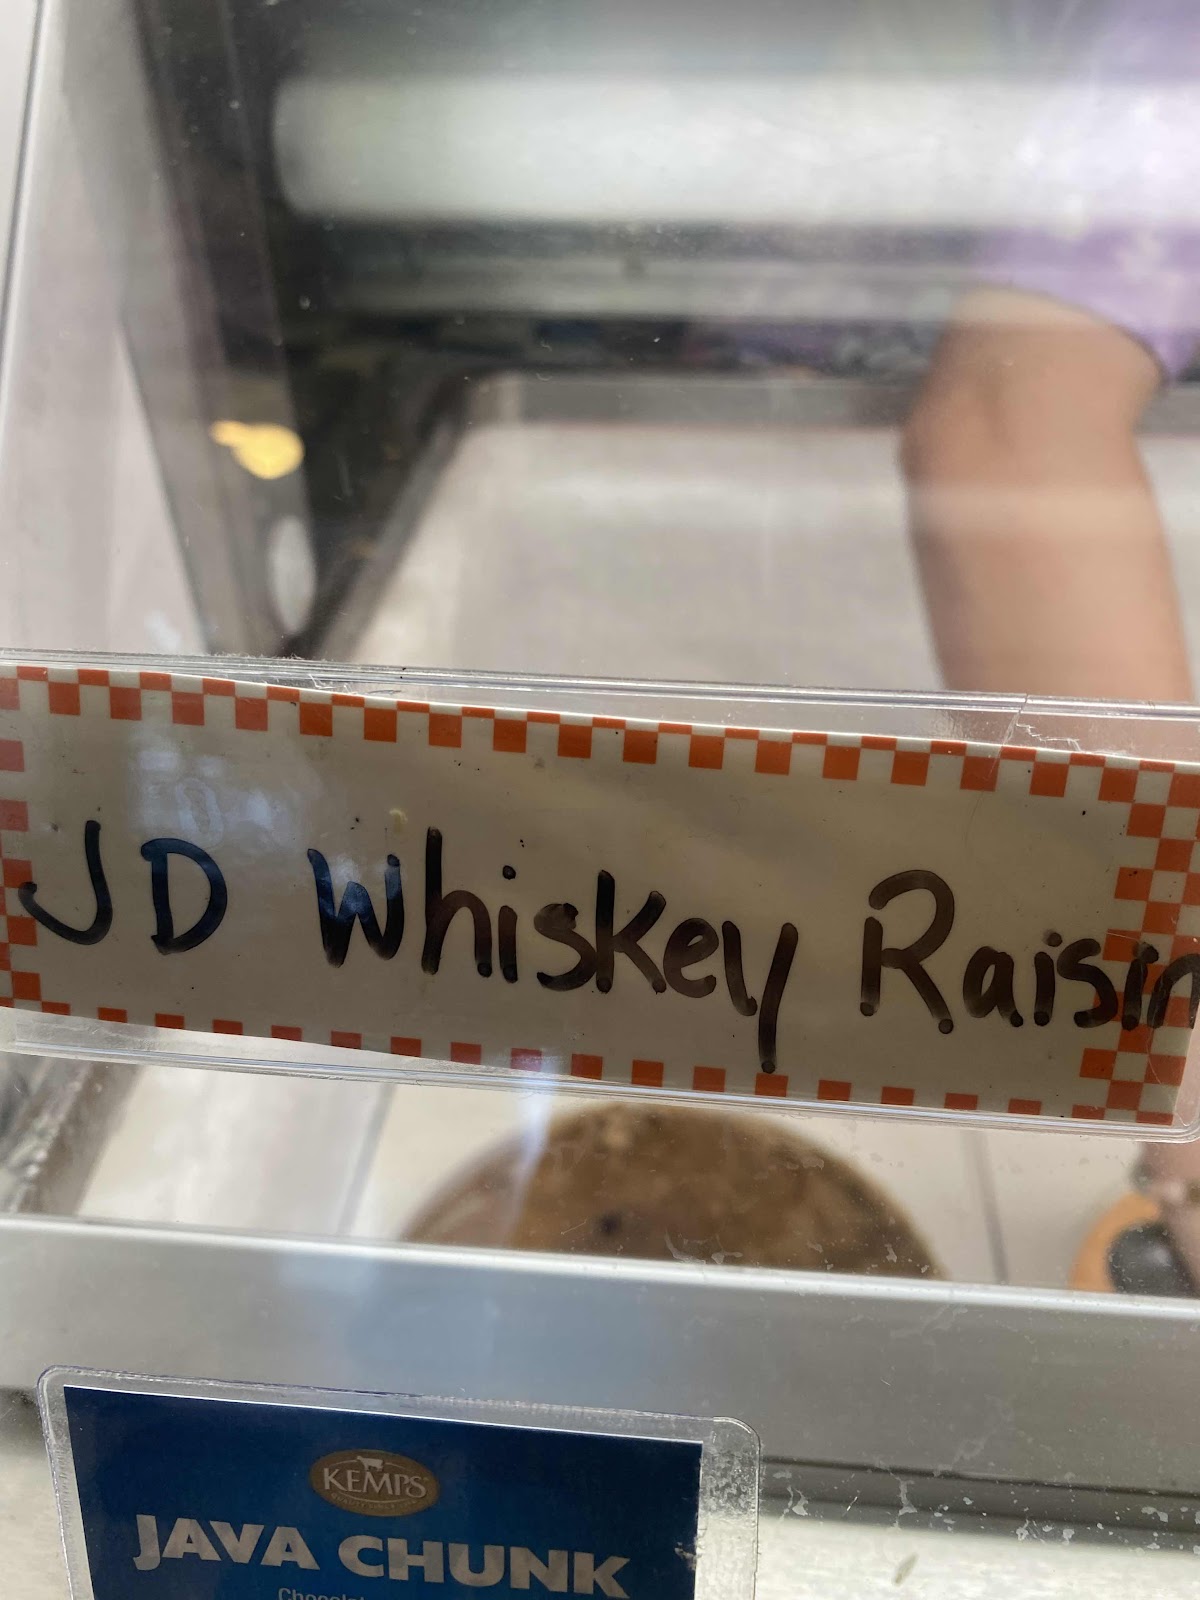 JD Whiskey Raisin
KEMPS
JAVA CHUNK